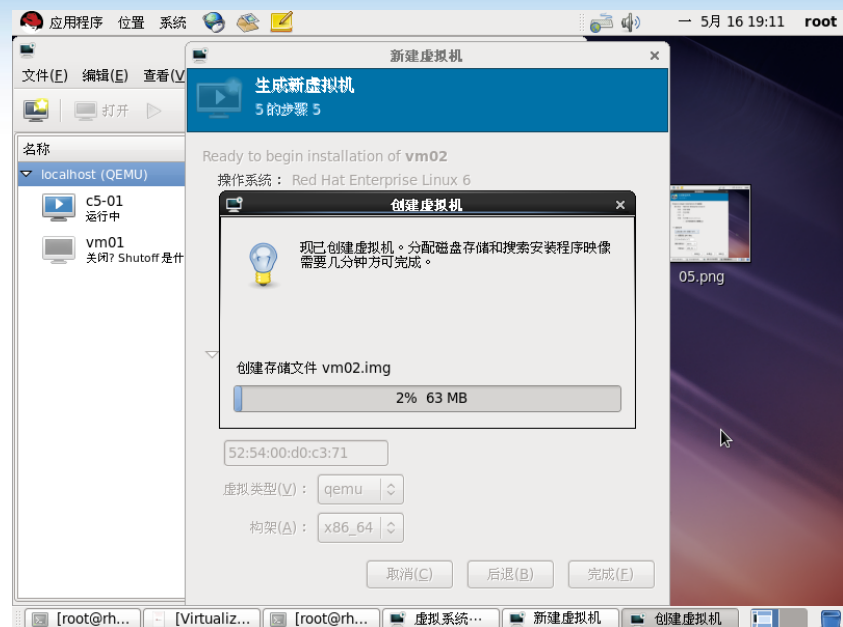 应用程序 位置 系统 一 5月 16 19:11 root
新建虚拟机
文件(F) 编辑(E) 查看(V
生成新虚拟机
5 的步骤 5
打开
名称
Ready to begin installation of vm02
localhost (QEMU)
操作系统： Red Hat Enterprise Linux 6
c5-01
运行中
创建虚拟机
vm01
关闭? Shutoff 是什
现已创建虚拟机。分配磁盘存储和搜索安装程序映像
需要几分钟方可完成。
05.png
创建存储文件 vm02.img
2% 63 MB
52:54:00:d0:c3:71
虚拟类型(V)： qemu
构架(A)： x86_64
取消(C) 后退(B) 完成(F)
[root@rh... [Virtualiz... [root@rh... 虚拟系统… 新建虚拟机 创建虚拟机